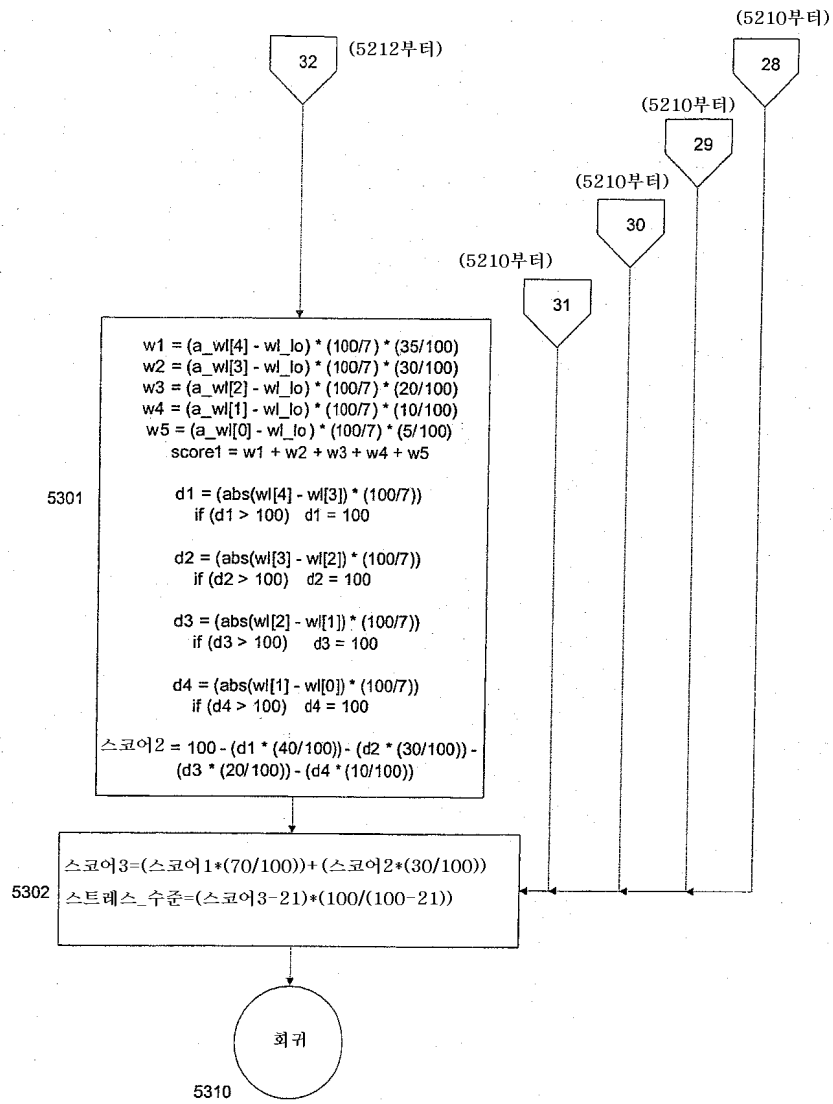 (5210부터)
(5212부터)
32
28
(5210부터)
29
(5210부터)
30
(5210부터)
31
w1 = (a_wl[4] - wl_lo) * (100/7) * (35/100)
w2 = (a_wl[3] - wl_lo) * (100/7) * (30/100)
w3 = (a_wl[2] - wl_lo) * (100/7) * (20/100)
w4 = (a_wl[1] - wl_lo) * (100/7) * (10/100)
w5 = (a_wl[0] - wl_lo) * (100/7) * (5/100)
score1 = w1 + w2 + w3 + w4 + w5
5301
d1 = (abs(wl[4] - wl[3]) * (100/7))
if (d1 > 100) d1 = 100
d2 = (abs(wl[3] - wl[2]) * (100/7))
if (d2 > 100) d2 = 100
d3 = (abs(wl[2] - wl[1]) * (100/7))
if (d3 > 100) d3 = 100
d4 = (abs(wl[1] - wl[0]) * (100/7))
if (d4 > 100) d4 = 100
스코어2 = 100 - (d1 * (40/100)) - (d2 * (30/100)) -
(d3 * (20/100)) - (d4 * (10/100))
스코어3=(스코어1*(70/100))+(스코어2*(30/100))
5302
스트레스_수준=(스코어3-21)*(100/(100-21))
회귀
5310